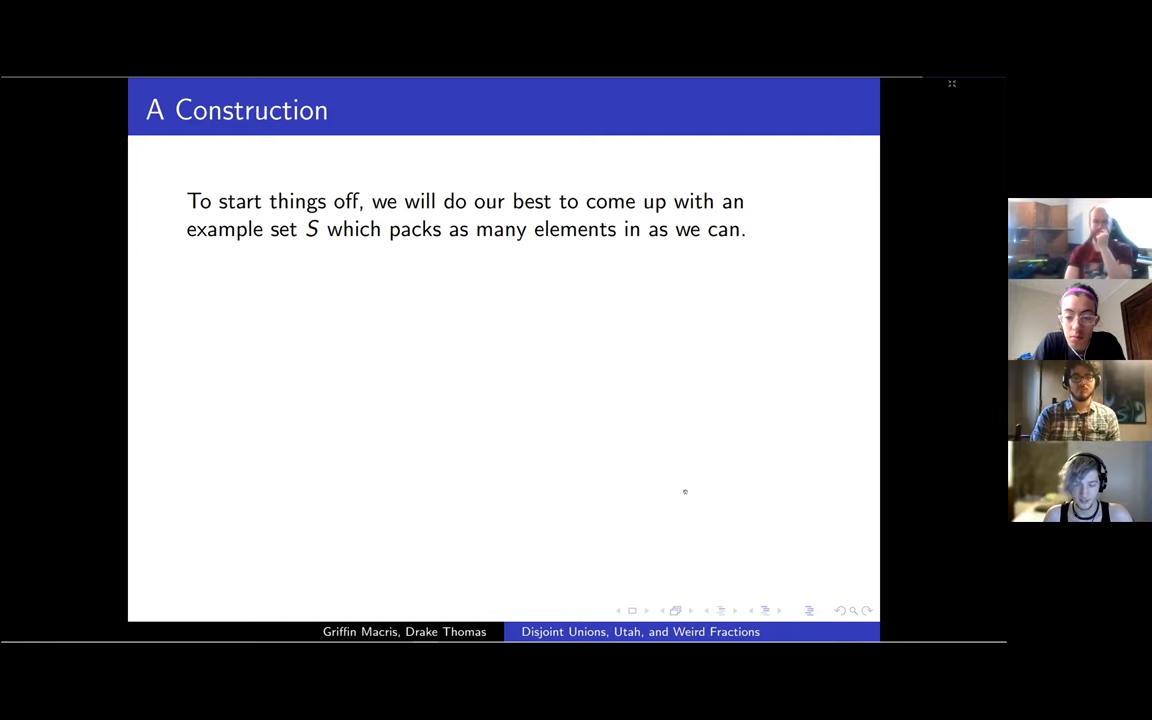 A Construction
To start things off, we will do our best to come up with an
example set S which packs as many elements in as we can.
Griffin Macris, Drake Thomas
Disjoint Unions, Utah, and Weird Fractions